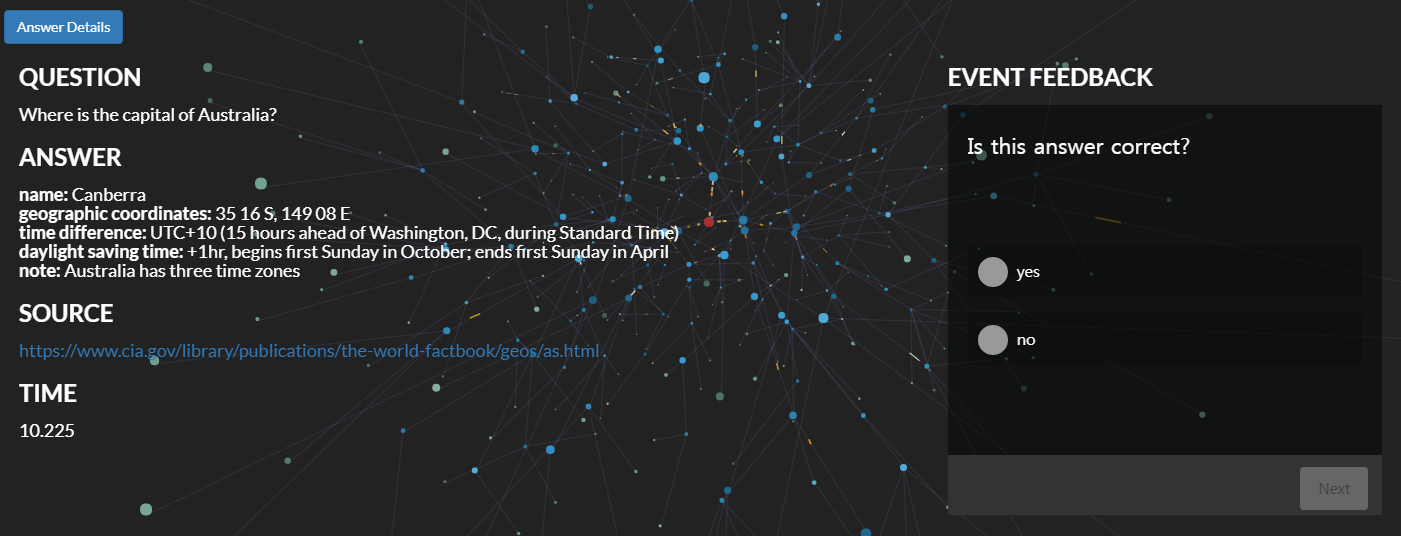 Answer Details
QUESTION
Where is the capital of Australia?
ANSWER
name: Canberra
geographic coordinates: 35 16 S, 149 08 E
time difference: UTC+10 (15 hours ahead of Washington, DC, during Standard Time)
daylight saving time: +1hr, begins first Sunday in October; ends first Sunday in April
note: Australia has three time zones
SOURCE
https://www.cia.gov/library/publications/the-world-factbook/geos/as.html .
TIME
10.225
EVENT FEEDBACK
Is this answer correct?
yes
no
Next